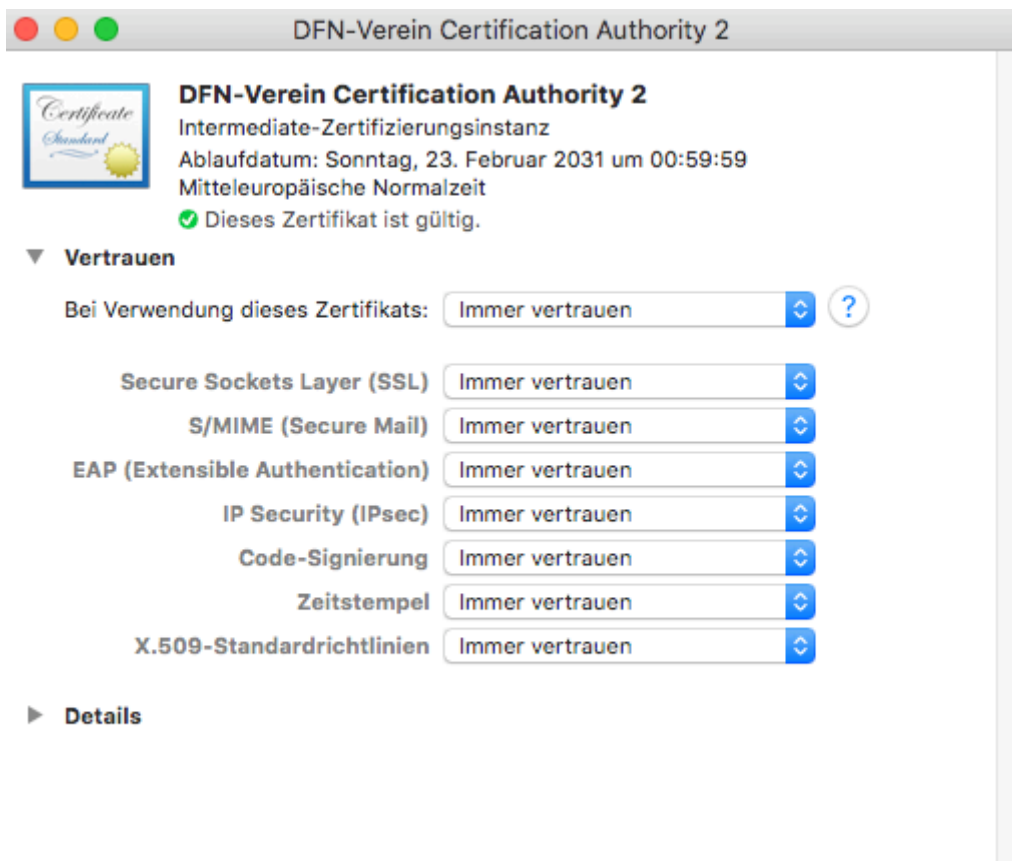 DFN-Verein Certification Authority 2
Certificate
Standard
DFN-Verein Certification Authority 2
Intermediate-Zertifizierungsinstanz
Ablaufdatum: Sonntag, 23. Februar 2031 um 00:59:59
Mitteleuropäische Normalzeit
Dieses Zertifikat ist gültig.
Vertrauen
Bei Verwendung dieses Zertifikats: Immer vertrauen ?
Secure Sockets Layer (SSL) Immer vertrauen
S/MIME (Secure Mail) Immer vertrauen
EAP (Extensible Authentication) Immer vertrauen
IP Security (IPsec) Immer vertrauen
Code-Signierung Immer vertrauen
Zeitstempel Immer vertrauen
X.509-Standardrichtlinien Immer vertrauen
Details